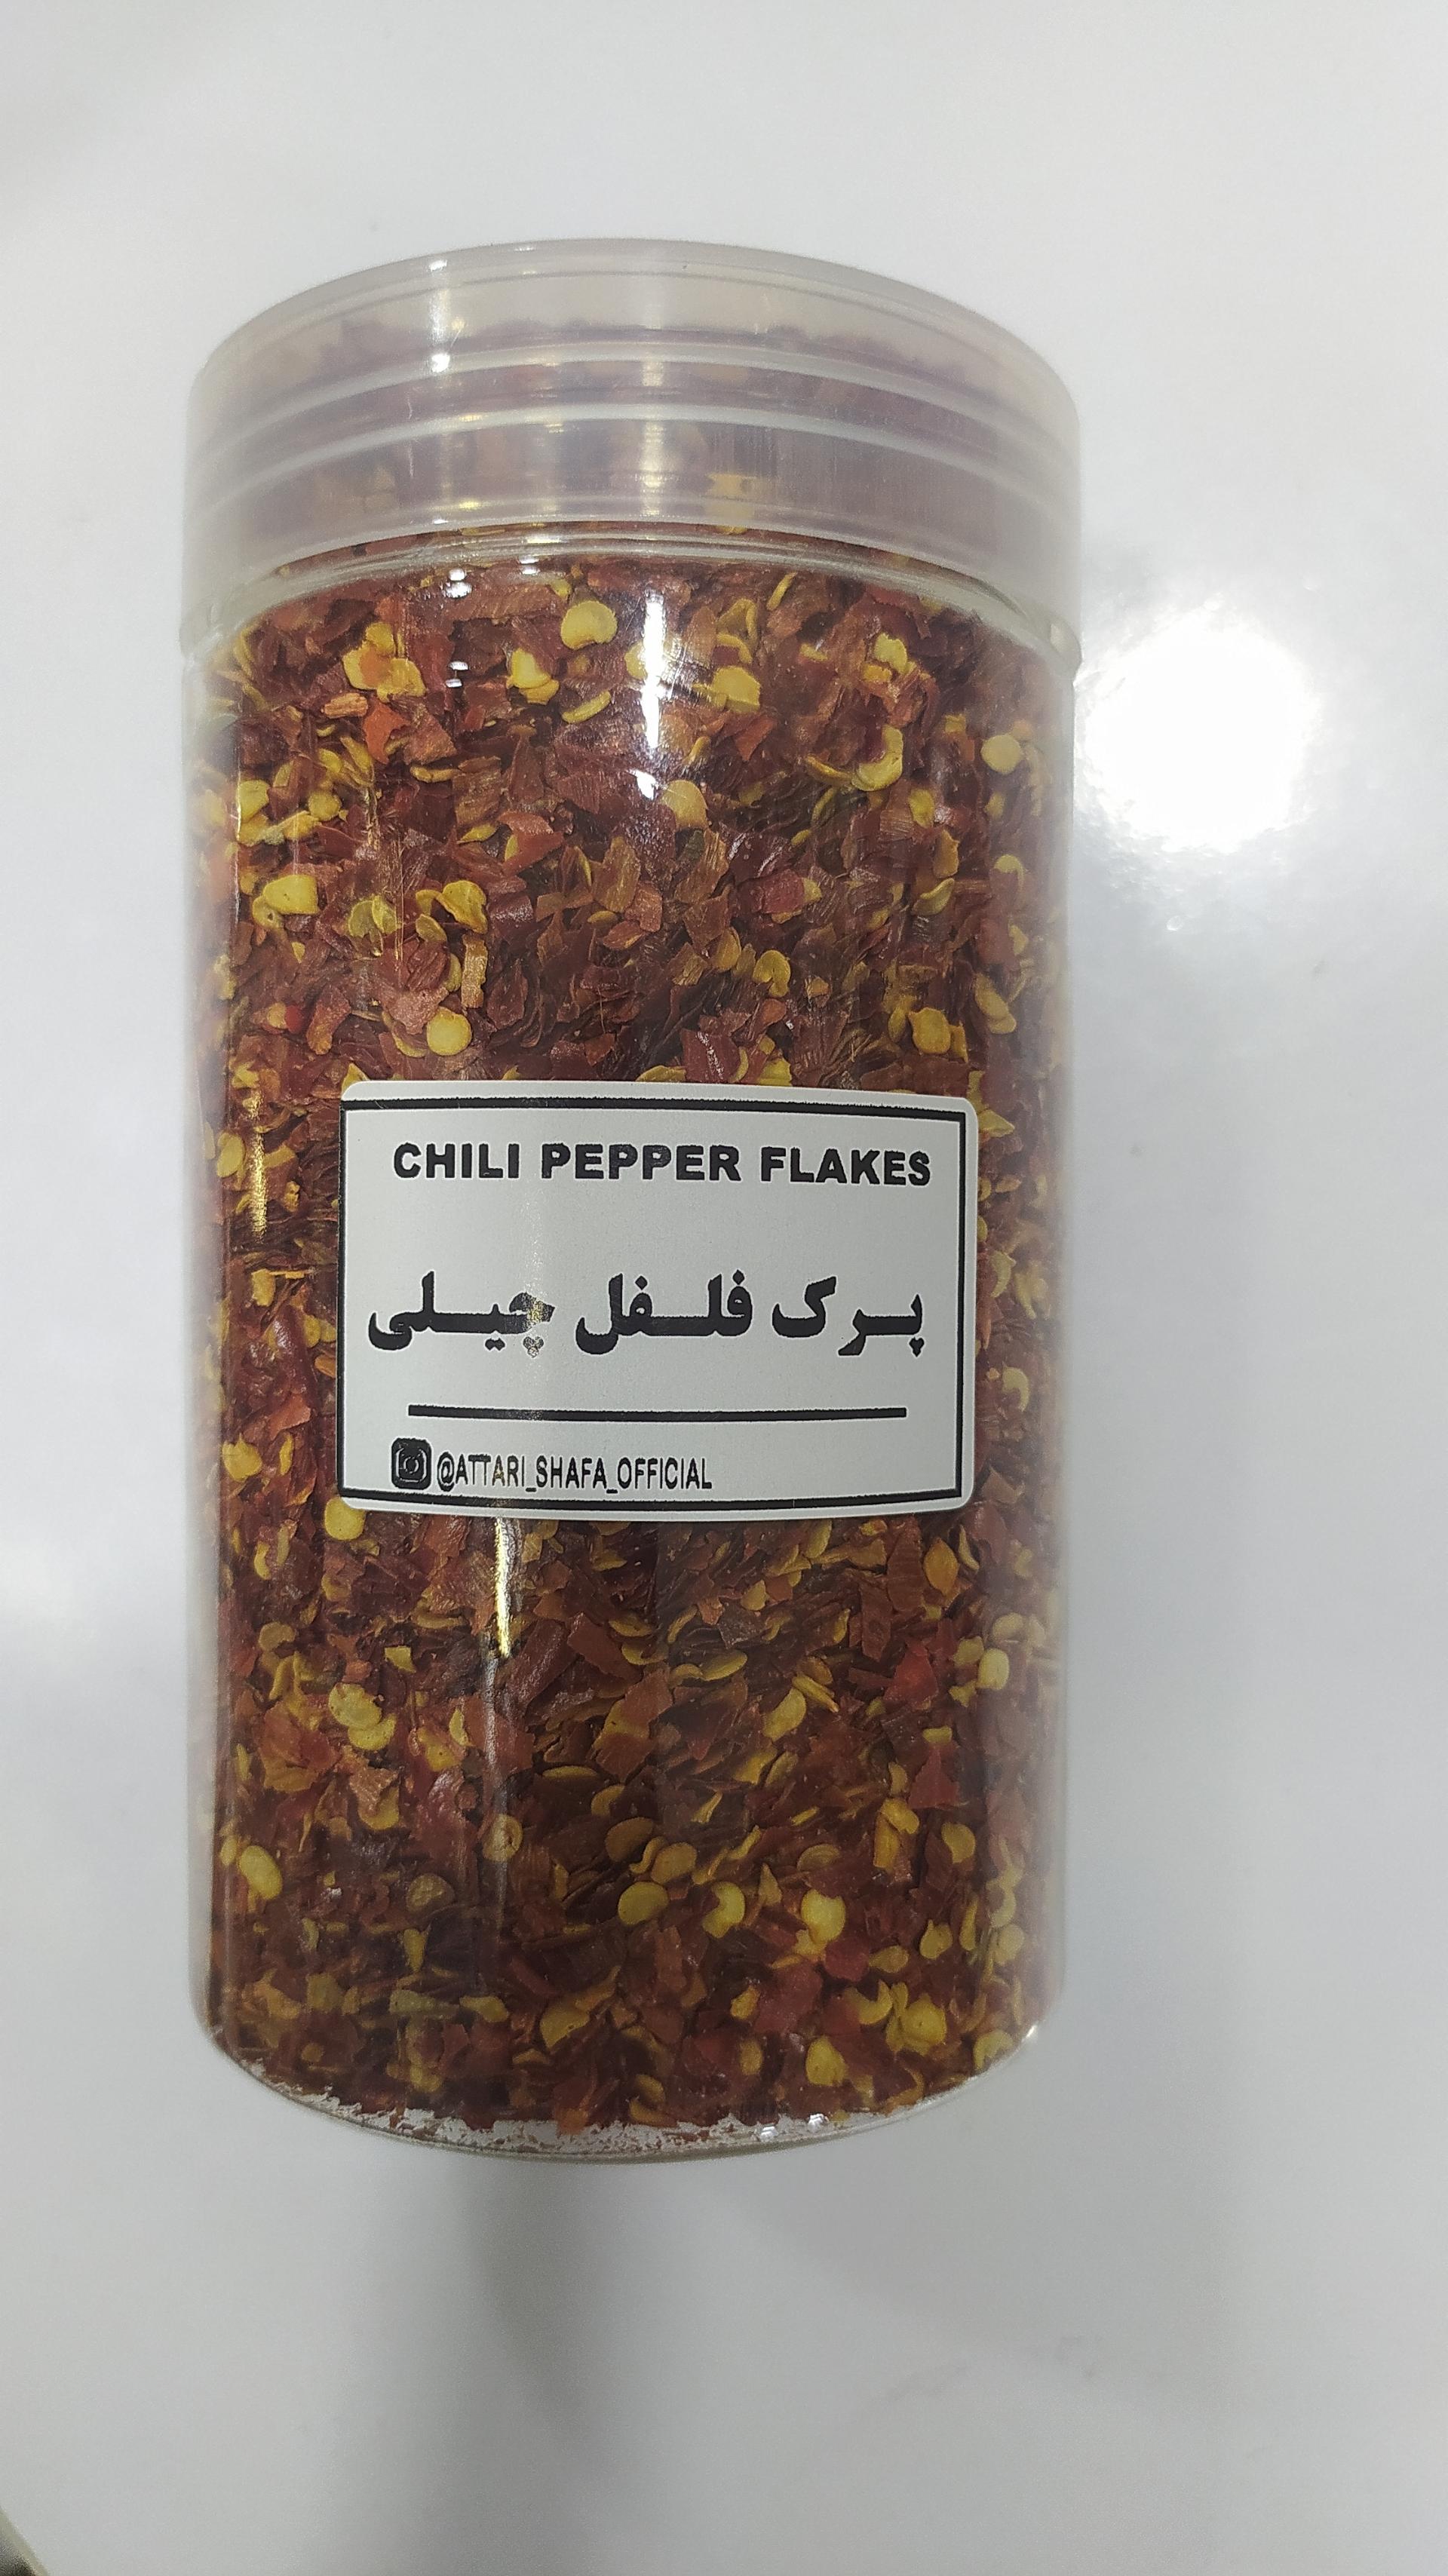 CHILI PEPPER FLAKES
پرک فلفل چیلی
@ATTARI_SHAFA_OFFICIAL